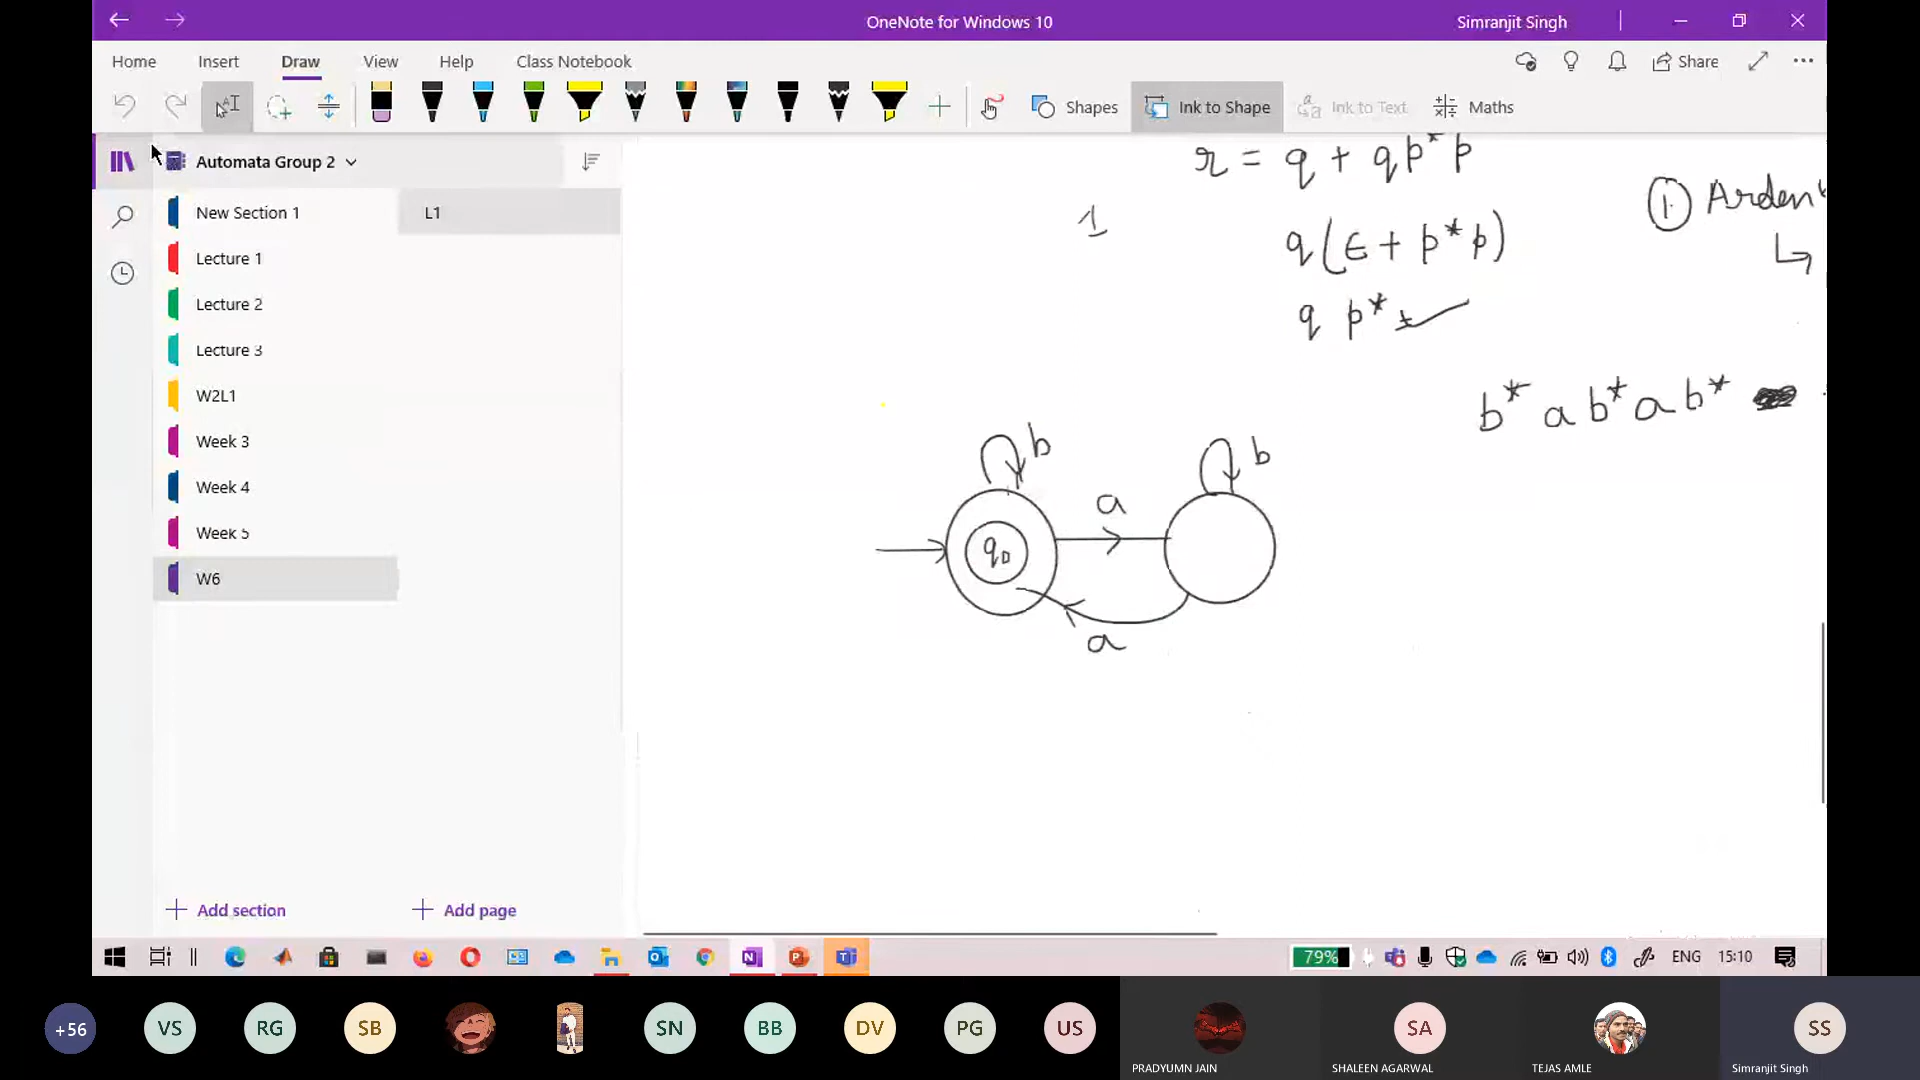 OneNote for Windows 10
Simranjit Singh
Home Insert Draw View Help Class Notebook
Share
Shapes Ink to Shape Ink to Text Maths
Automata Group 2
New Section 1
Lecture 1
Lecture 2
Lecture 3
W2L1
Week 3
Week 4
Week 5
W6
L1
Add section
Add page
r = q + qp*p
1
q(ε + p*p)
q p*
① Arden
b* a b* a b*
b
b
a
q₀
a
79%
ENG 15:10
+56 VS RG SB SN BB DV PG US SA SS
PRADYUMN JAIN SHALEEN AGARWAL TEJAS AMLE Simranjit Singh